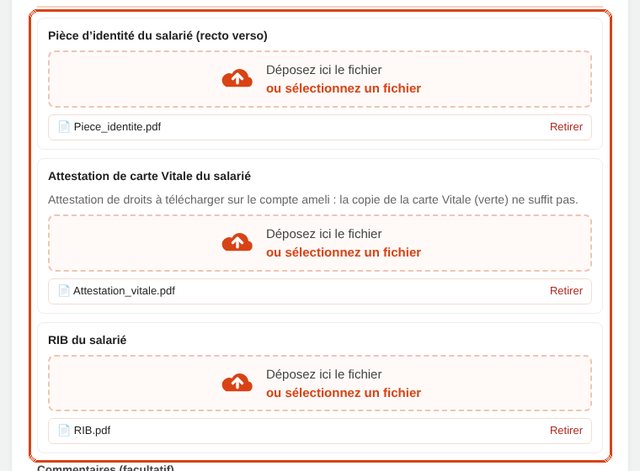 Pièce d’identité du salarié (recto verso)
Déposez ici le fichier
ou sélectionnez un fichier
Piece_identite.pdf Retirer
Attestation de carte Vitale du salarié
Attestation de droits à télécharger sur le compte ameli : la copie de la carte Vitale (verte) ne suffit pas.
Déposez ici le fichier
ou sélectionnez un fichier
Attestation_vitale.pdf Retirer
RIB du salarié
Déposez ici le fichier
ou sélectionnez un fichier
RIB.pdf Retirer
Commentaires (facultatif)